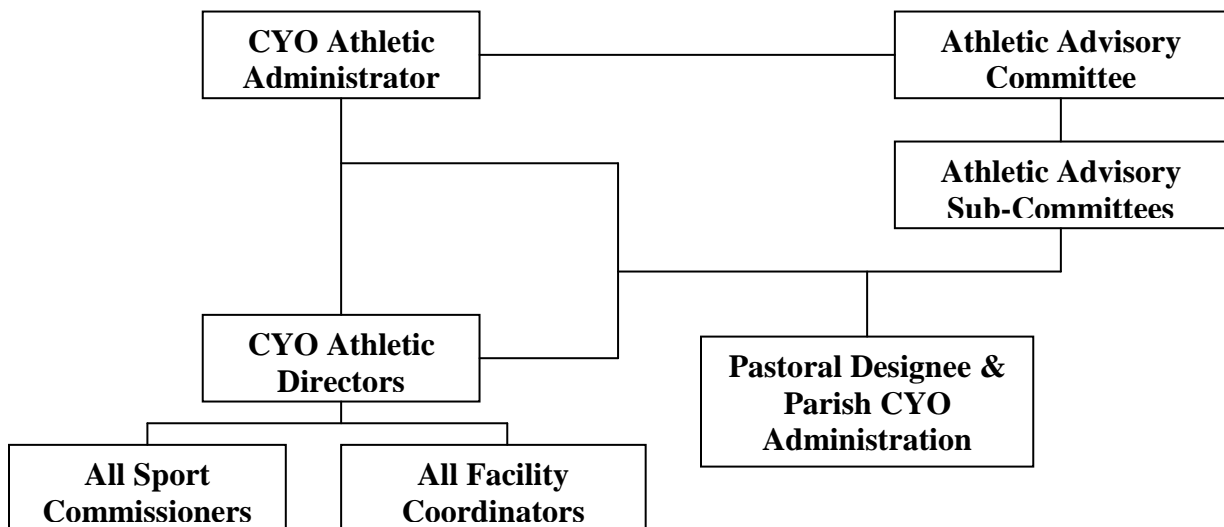 CYO Athletic
Administrator
Athletic Advisory
Committee
Athletic Advisory
Sub-Committees
CYO Athletic
Directors
Pastoral Designee &
Parish CYO
Administration
All Sport
Commissioners
All Facility
Coordinators